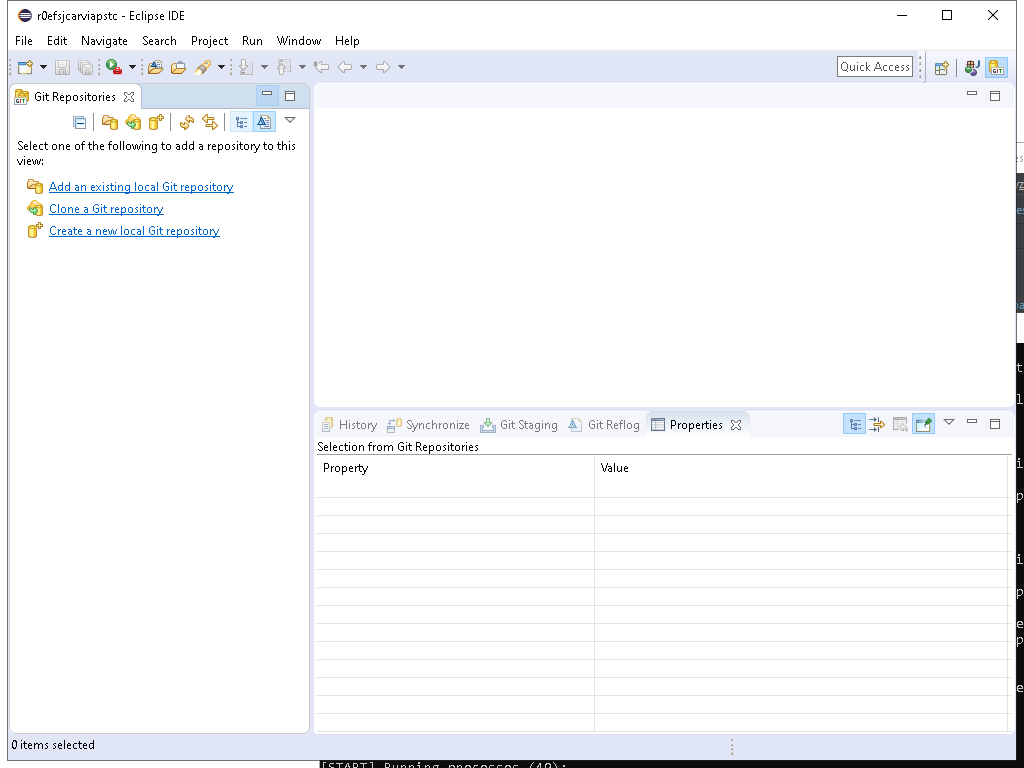 r0efsjcarviapstc - Eclipse IDE
File Edit Navigate Search Project Run Window Help
Quick Access
GIT
GIT Git Repositories
Select one of the following to add a repository to this
view:
Add an existing local Git repository
Clone a Git repository
Create a new local Git repository
History Synchronize Git Staging Git Reflog Properties
Selection from Git Repositories
Property Value
0 items selected
[START] Running processes (40):